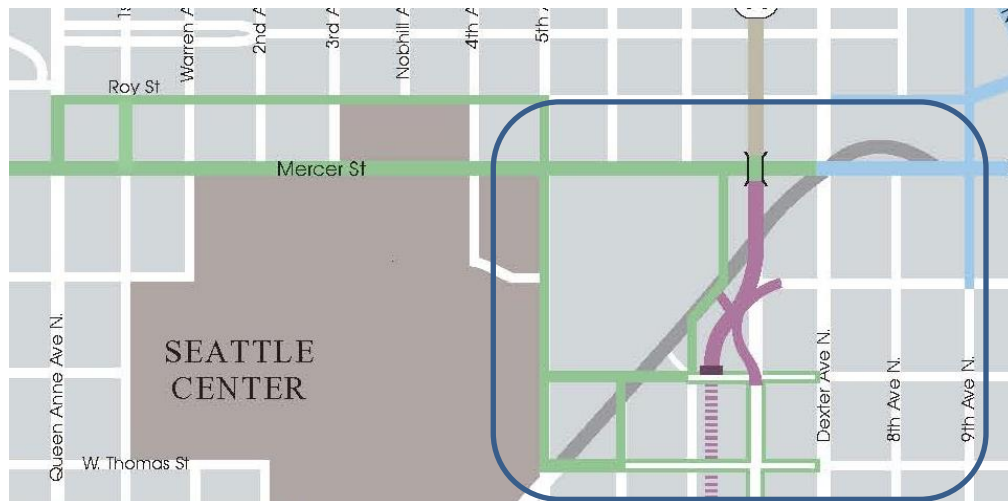 Warren A
2nd A
3rd A
Nobhill A
4th A
5th A
Roy St
Mercer St
SEATTLE
CENTER
Queen Anne Ave N.
W. Thomas St
Dexter Ave N.
8th Ave N.
9th Ave N.